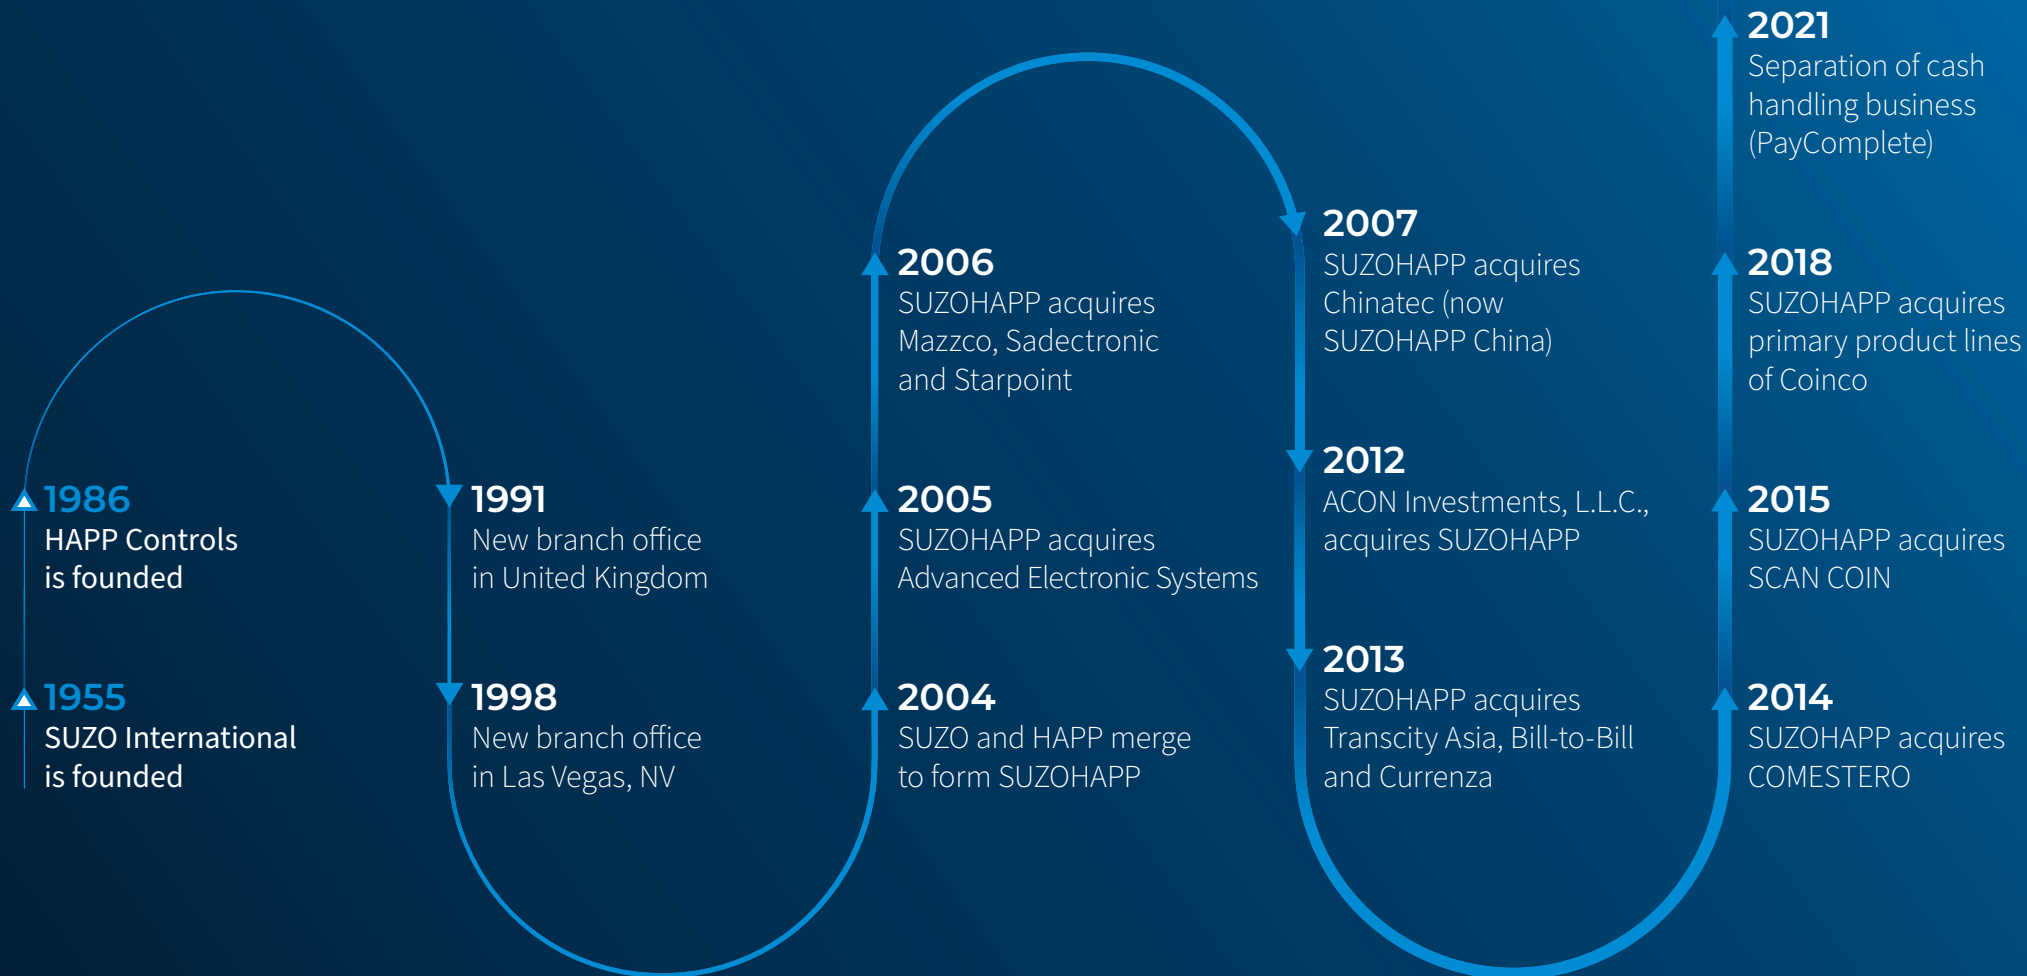 1955
SUZO International
is founded
1986
HAPP Controls
is founded
1991
New branch office
in United Kingdom
1998
New branch office
in Las Vegas, NV
2004
SUZO and HAPP merge
to form SUZOHAPP
2005
SUZOHAPP acquires
Advanced Electronic Systems
2006
SUZOHAPP acquires
Mazzco, Sadectronic
and Starpoint
2007
SUZOHAPP acquires
Chinatec (now
SUZOHAPP China)
2012
ACON Investments, L.L.C.,
acquires SUZOHAPP
2013
SUZOHAPP acquires
Transcity Asia, Bill-to-Bill
and Currenza
2014
SUZOHAPP acquires
COMESTERO
2015
SUZOHAPP acquires
SCAN COIN
2018
SUZOHAPP acquires
primary product lines
of Coinco
2021
Separation of cash
handling business
(PayComplete)